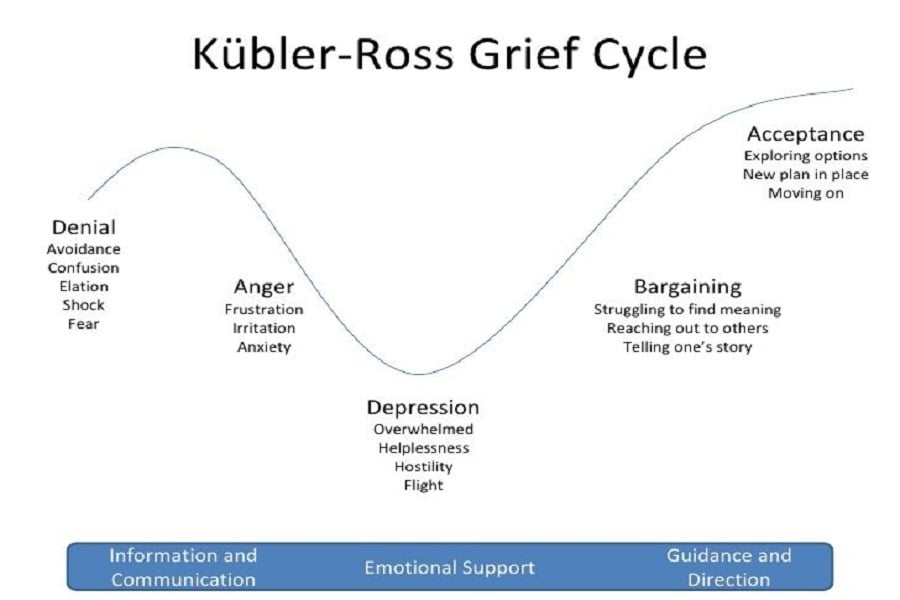 Kübler-Ross Grief Cycle
Denial
Avoidance
Confusion
Elation
Shock
Fear
Anger
Frustration
Irritation
Anxiety
Depression
Overwhelmed
Helplessness
Hostility
Flight
Bargaining
Struggling to find meaning
Reaching out to others
Telling one's story
Acceptance
Exploring options
New plan in place
Moving on
Information and
Communication
Emotional Support
Guidance and
Direction